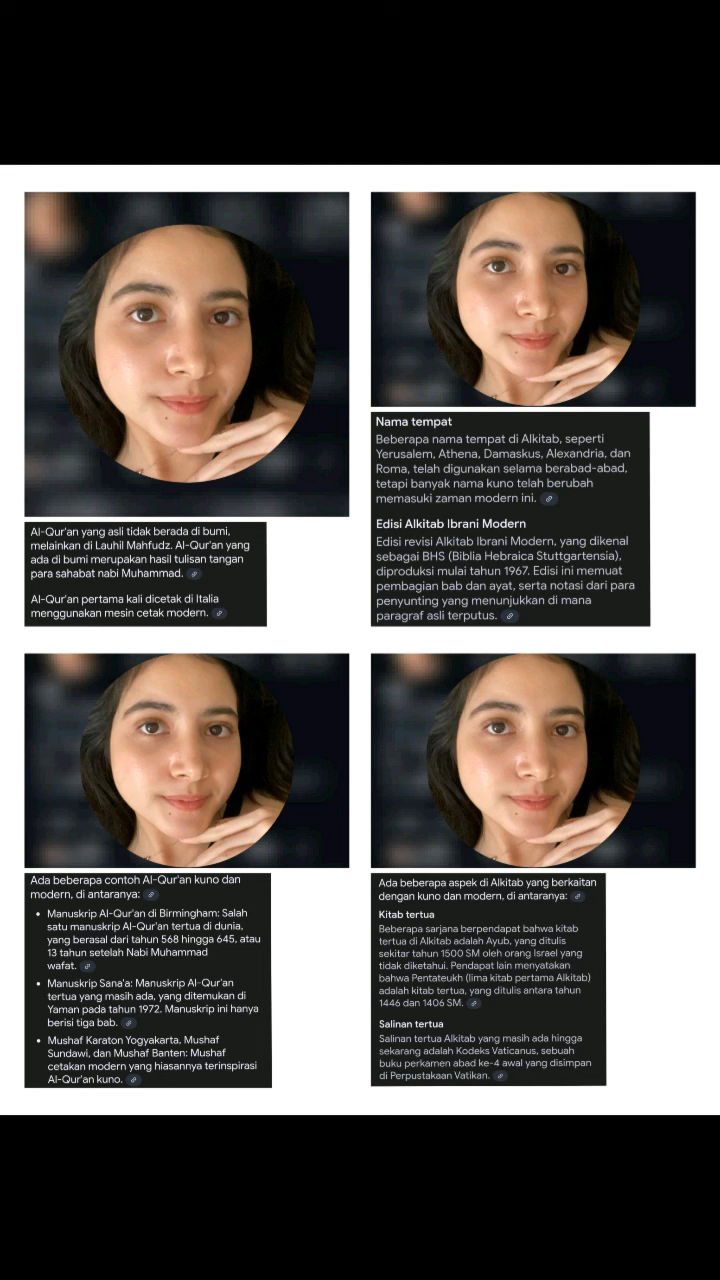 Al-Qur'an yang asli tidak berada di bumi,
melainkan di Lauhil Mahfudz. Al-Qur'an yang
ada di bumi merupakan hasil tulisan tangan
para sahabat nabi Muhammad.
Al-Qur'an pertama kali dicetak di Italia
menggunakan mesin cetak modern.
Nama tempat
Beberapa nama tempat di Alkitab, seperti
Yerusalem, Athena, Damaskus, Alexandria, dan
Roma, telah digunakan selama berabad-abad,
tetapi banyak nama kuno telah berubah
memasuki zaman modern ini.
Edisi Alkitab Ibrani Modern
Edisi revisi Alkitab Ibrani Modern, yang dikenal
sebagai BHS (Biblia Hebraica Stuttgartensia),
diproduksi mulai tahun 1967. Edisi ini memuat
pembagian bab dan ayat, serta notasi dari para
penyunting yang menunjukkan di mana
paragraf asli terputus.
Ada beberapa contoh Al-Qur'an kuno dan
modern, di antaranya:
• Manuskrip Al-Qur'an di Birmingham: Salah
satu manuskrip Al-Qur'an tertua di dunia,
yang berasal dari tahun 568 hingga 645, atau
13 tahun setelah Nabi Muhammad
wafat.
• Manuskrip Sana'a: Manuskrip Al-Qur'an
tertua yang masih ada, yang ditemukan di
Yaman pada tahun 1972. Manuskrip ini hanya
berisi tiga bab.
• Mushaf Karaton Yogyakarta, Mushaf
Sundawi, dan Mushaf Banten: Mushaf
cetakan modern yang hiasannya terinspirasi
Al-Qur'an kuno.
Ada beberapa aspek di Alkitab yang berkaitan
dengan kuno dan modern, di antaranya:
Kitab tertua
Beberapa sarjana berpendapat bahwa kitab
tertua di Alkitab adalah Ayub, yang ditulis
sekitar tahun 1500 SM oleh orang Israel yang
tidak diketahui. Pendapat lain menyatakan
bahwa Pentateukh (lima kitab pertama Alkitab)
adalah kitab tertua, yang ditulis antara tahun
1446 dan 1406 SM.
Salinan tertua
Salinan tertua Alkitab yang masih ada hingga
sekarang adalah Kodeks Vaticanus, sebuah
buku perkamen abad ke-4 awal yang disimpan
di Perpustakaan Vatikan.